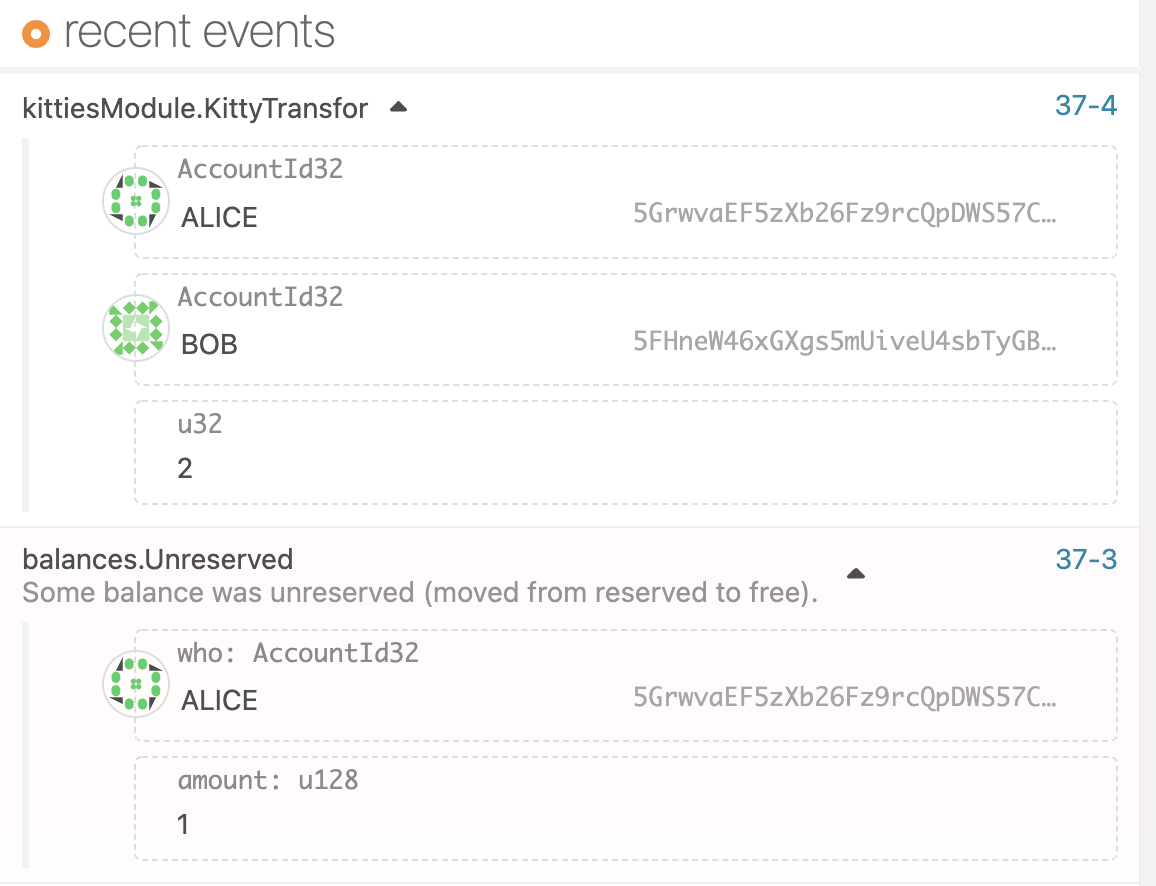 recent events
kittiesModule.KittyTransfor 37-4
AccountId32
ALICE 5GrwvaEF5zXb26Fz9rcQpDWS57C…
AccountId32
BOB 5FHneW46xGXgs5mUiveU4sbTyGB…
u32
2
balances.Unreserved 37-3
Some balance was unreserved (moved from reserved to free).
who: AccountId32
ALICE 5GrwvaEF5zXb26Fz9rcQpDWS57C…
amount: u128
1